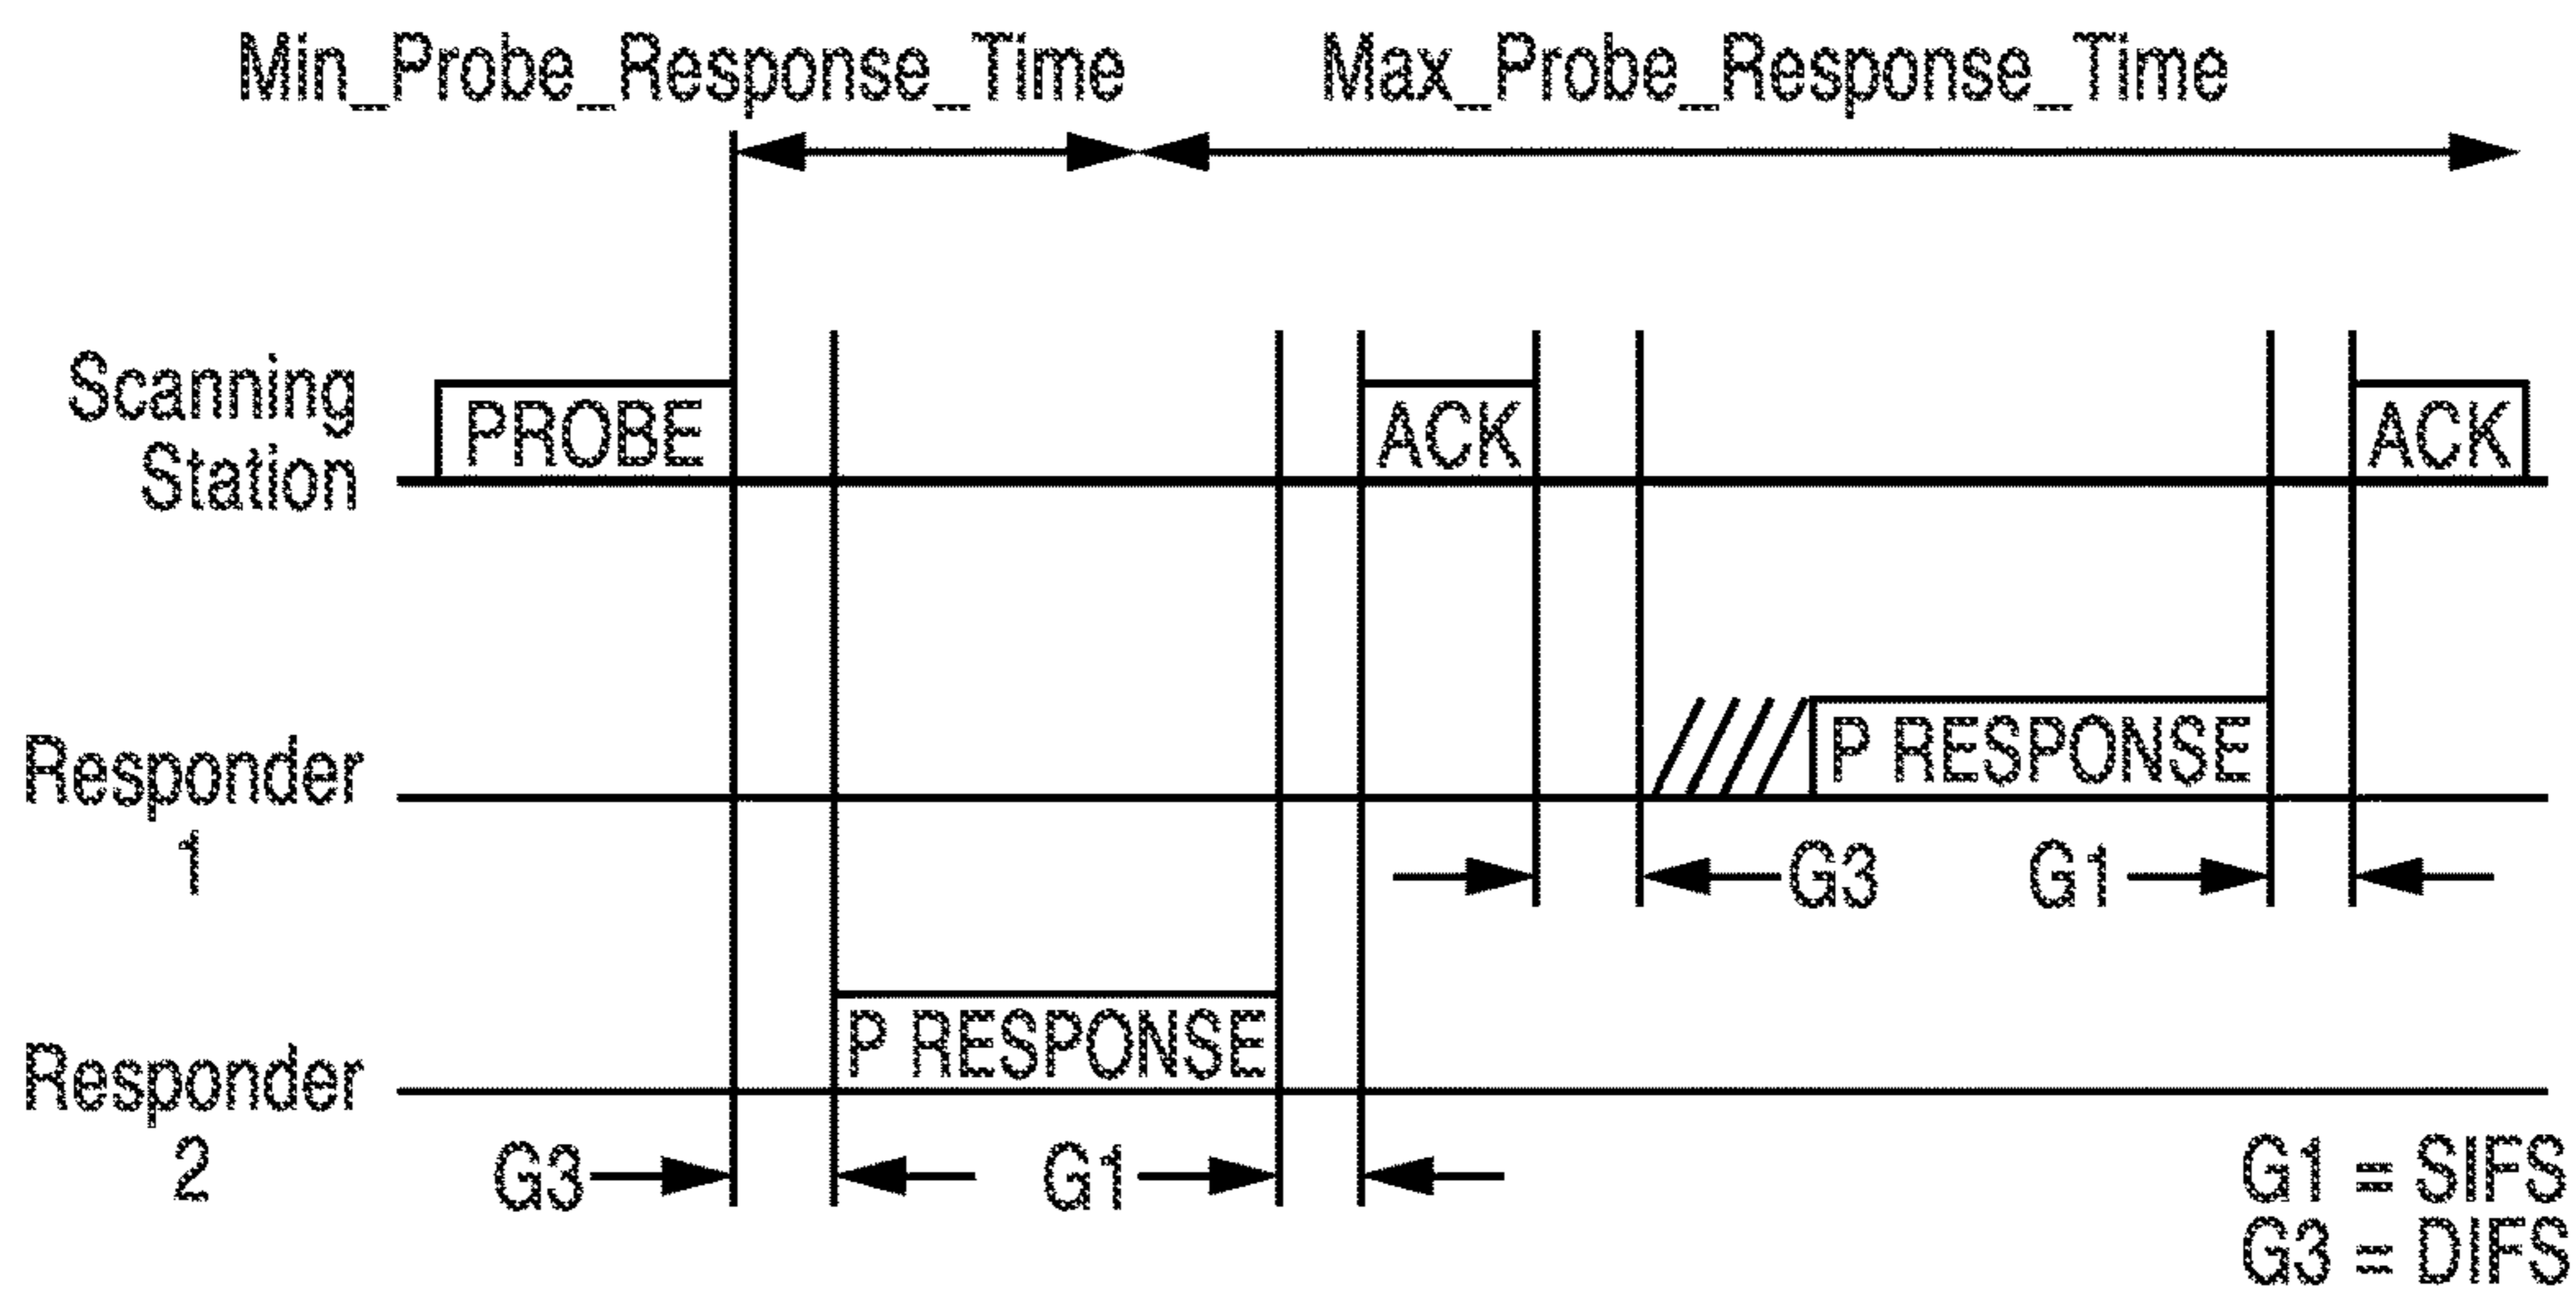 Min_Probe_Response_Time
Max_Probe_Response_Time
Scanning
Station
PROBE
ACK
ACK
Responder
1
P RESPONSE
G3
G1
Responder
2
P RESPONSE
G3
G1
G1 = SIFS
G3 = DIFS